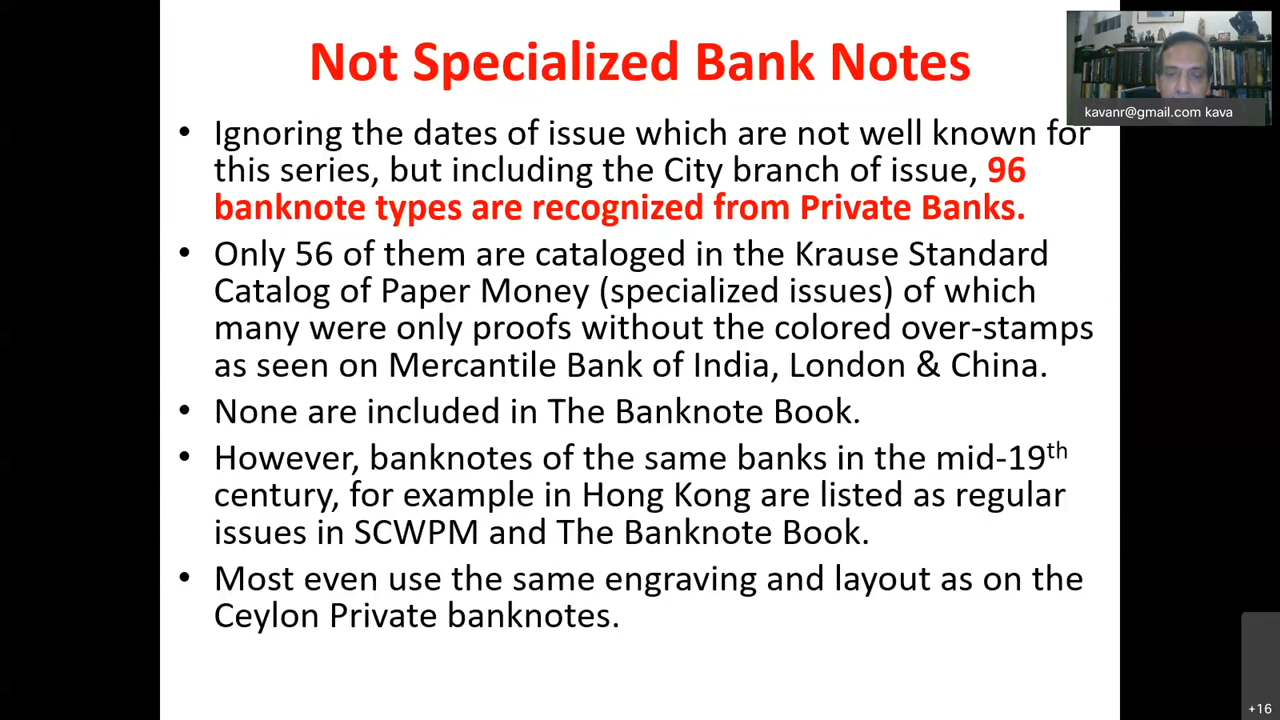 Not Specialized Bank Notes
kavanr@gmail.com kava
• Ignoring the dates of issue which are not well known for
this series, but including the City branch of issue, 96
banknote types are recognized from Private Banks.
• Only 56 of them are cataloged in the Krause Standard
Catalog of Paper Money (specialized issues) of which
many were only proofs without the colored over-stamps
as seen on Mercantile Bank of India, London & China.
• None are included in The Banknote Book.
• However, banknotes of the same banks in the mid-19th
century, for example in Hong Kong are listed as regular
issues in SCWPM and The Banknote Book.
• Most even use the same engraving and layout as on the
Ceylon Private banknotes.
+16